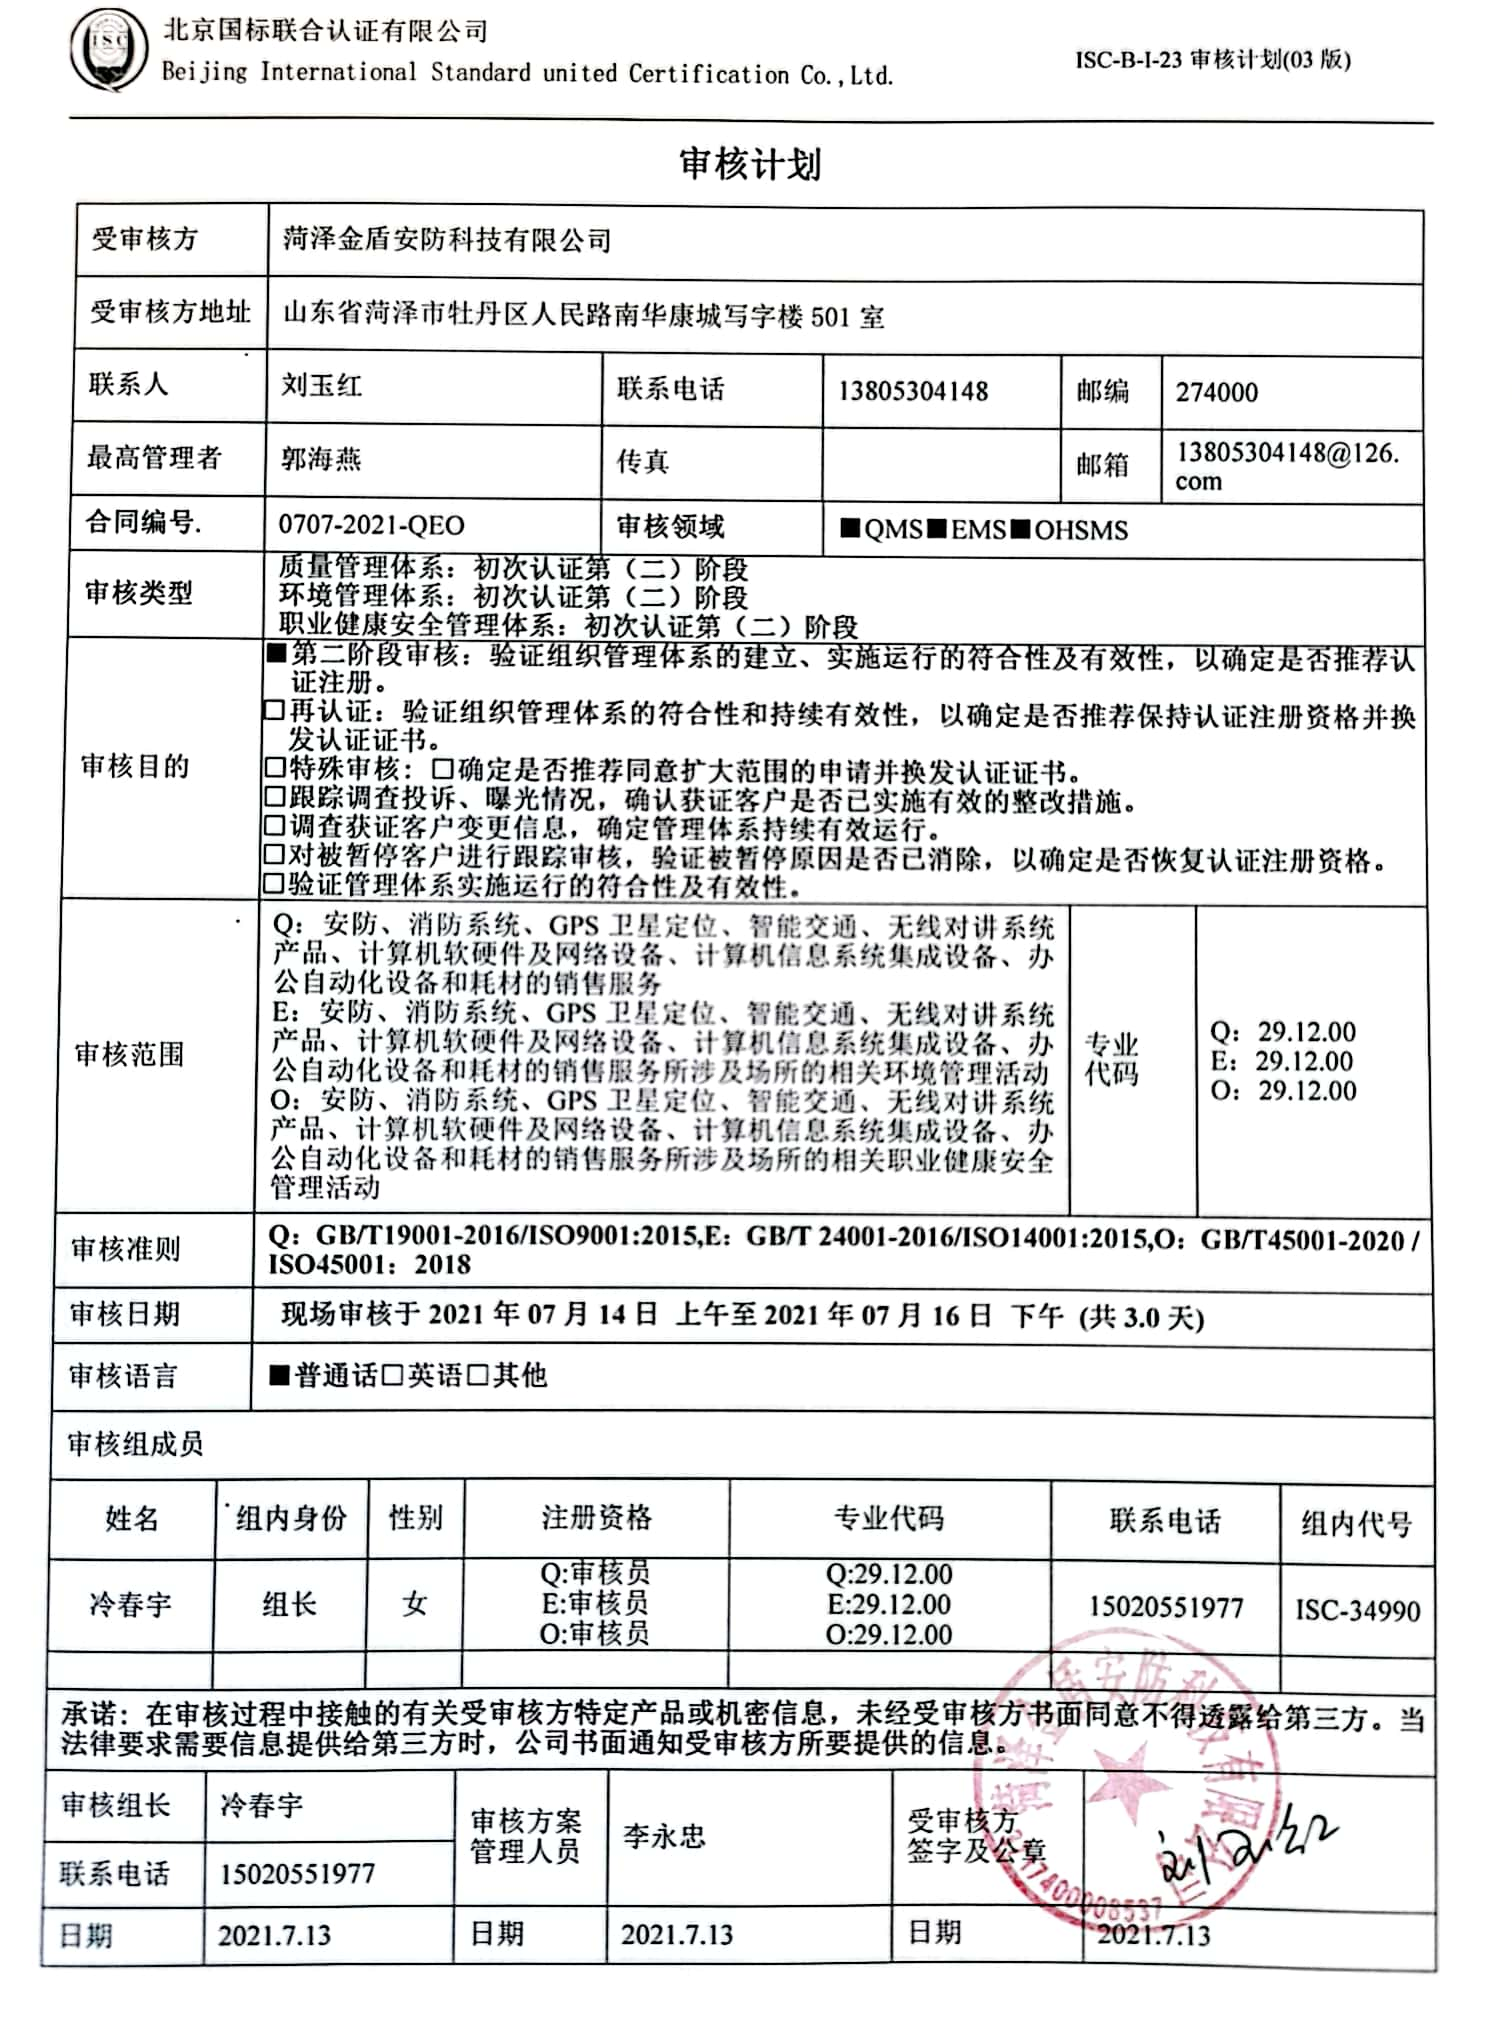 ISC
北京国标联合认证有限公司
Beijing International Standard united Certification Co.,Ltd.
ISC-B-I-23 审核计划(03 版)
审核计划
受审核方 菏泽金盾安防科技有限公司
受审核方地址 山东省菏泽市牡丹区人民路南华康城写字楼 501 室
联系人 刘玉红 联系电话 13805304148 邮编 274000
最高管理者 郭海燕 传真 邮箱 13805304148@126.
com
合同编号. 0707-2021-QEO 审核领域 ■QMS■EMS■OHSMS
审核类型
质量管理体系：初次认证第（二）阶段
环境管理体系：初次认证第（二）阶段
职业健康安全管理体系：初次认证第（二）阶段
审核目的
■第二阶段审核：验证组织管理体系的建立、实施运行的符合性及有效性，以确定是否推荐认
证注册。
□再认证：验证组织管理体系的符合性和持续有效性，以确定是否推荐保持认证注册资格并换
发认证证书。
□特殊审核：□确定是否推荐同意扩大范围的申请并换发认证证书。
□跟踪调查投诉、曝光情况，确认获证客户是否已实施有效的整改措施。
□调查获证客户变更信息，确定管理体系持续有效运行。
□对被暂停客户进行跟踪审核，验证被暂停原因是否已消除，以确定是否恢复认证注册资格。
□验证管理体系实施运行的符合性及有效性。
审核范围
Q：安防、消防系统、GPS 卫星定位、智能交通、无线对讲系统
产品、计算机软硬件及网络设备、计算机信息系统集成设备、办
公自动化设备和耗材的销售服务
E：安防、消防系统、GPS 卫星定位、智能交通、无线对讲系统
产品、计算机软硬件及网络设备、计算机信息系统集成设备、办
公自动化设备和耗材的销售服务所涉及场所的相关环境管理活动
O：安防、消防系统、GPS 卫星定位、智能交通、无线对讲系统
产品、计算机软硬件及网络设备、计算机信息系统集成设备、办
公自动化设备和耗材的销售服务所涉及场所的相关职业健康安全
管理活动
专业
代码
Q：29.12.00
E：29.12.00
O：29.12.00
审核准则
Q：GB/T19001-2016/ISO9001:2015,E：GB/T 24001-2016/ISO14001:2015,O：GB/T45001-2020 /
ISO45001：2018
审核日期 现场审核于 2021 年 07 月 14 日 上午至 2021 年 07 月 16 日 下午 (共 3.0 天)
审核语言 ■普通话□英语□其他
审核组成员
姓名 组内身份 性别 注册资格 专业代码 联系电话 组内代号
冷春宇 组长 女
Q:审核员
E:审核员
O:审核员
Q:29.12.00
E:29.12.00
O:29.12.00
15020551977 ISC-34990
承诺：在审核过程中接触的有关受审核方特定产品或机密信息，未经受审核方书面同意不得透露给第三方。当
法律要求需要信息提供给第三方时，公司书面通知受审核方所要提供的信息。
审核组长 冷春宇
联系电话 15020551977
审核方案
管理人员
李永忠
受审核方
签字及公章
刘玉红
菏泽金盾安防科技有限公司
日期 2021.7.13 日期 2021.7.13 日期 2021.7.13